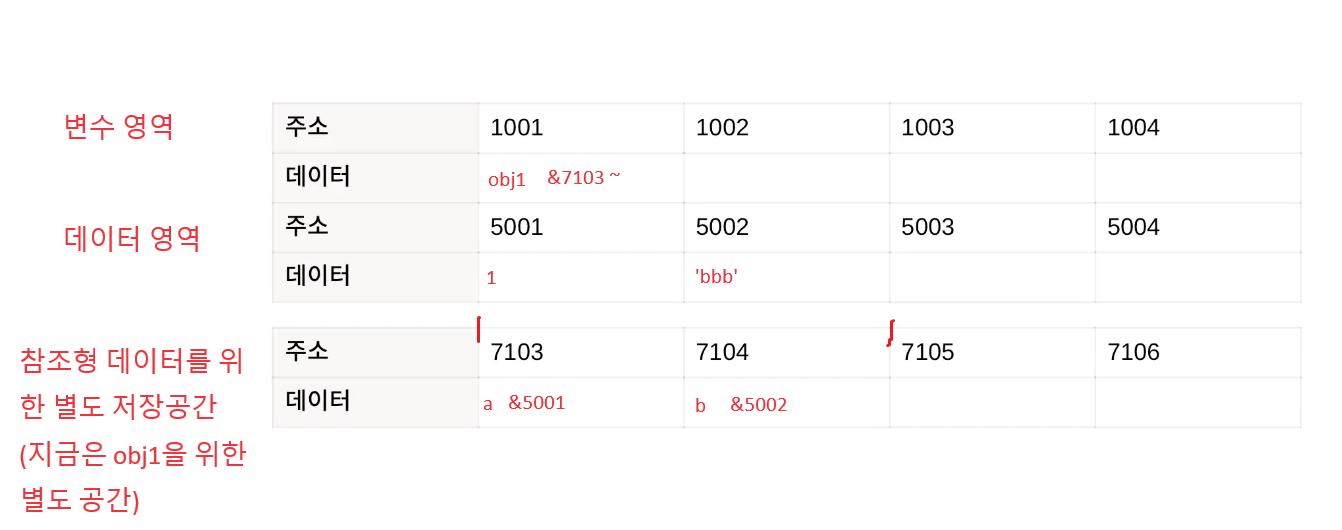 변수 영역
주소 1001 1002 1003 1004
데이터 obj1 &7103 ~
데이터 영역
주소 5001 5002 5003 5004
데이터 1 'bbb'
참조형 데이터를 위
한 별도 저장공간
(지금은 obj1을 위한
별도 공간)
주소 7103 7104 7105 7106
데이터 a &5001 b &5002